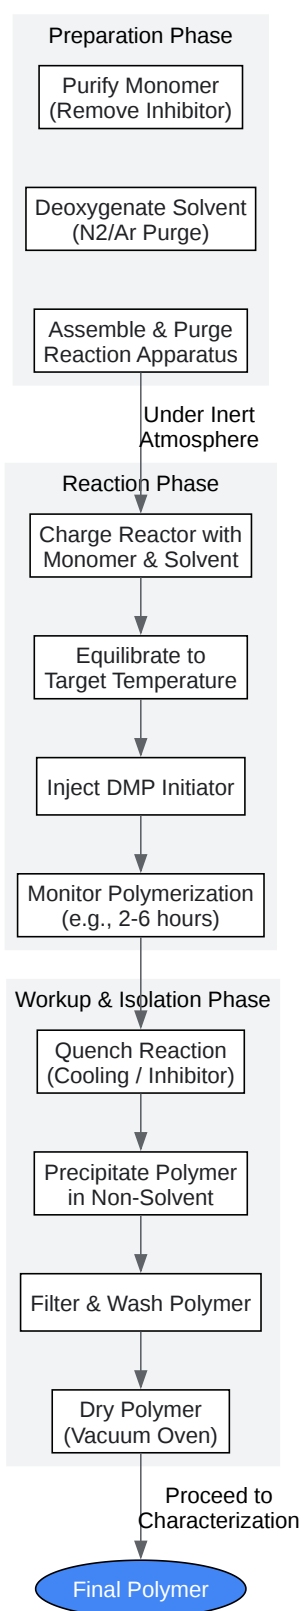 Preparation Phase
Purify Monomer
(Remove Inhibitor)
Deoxygenate Solvent
(N2/Ar Purge)
Assemble & Purge
Reaction Apparatus
Under Inert
Atmosphere
Reaction Phase
Charge Reactor with
Monomer & Solvent
Equilibrate to
Target Temperature
Inject DMP Initiator
Monitor Polymerization
(e.g., 2-6 hours)
Workup & Isolation Phase
Quench Reaction
(Cooling / Inhibitor)
Precipitate Polymer
in Non-Solvent
Filter & Wash Polymer
Dry Polymer
(Vacuum Oven)
Proceed to
Characterization
Final Polymer